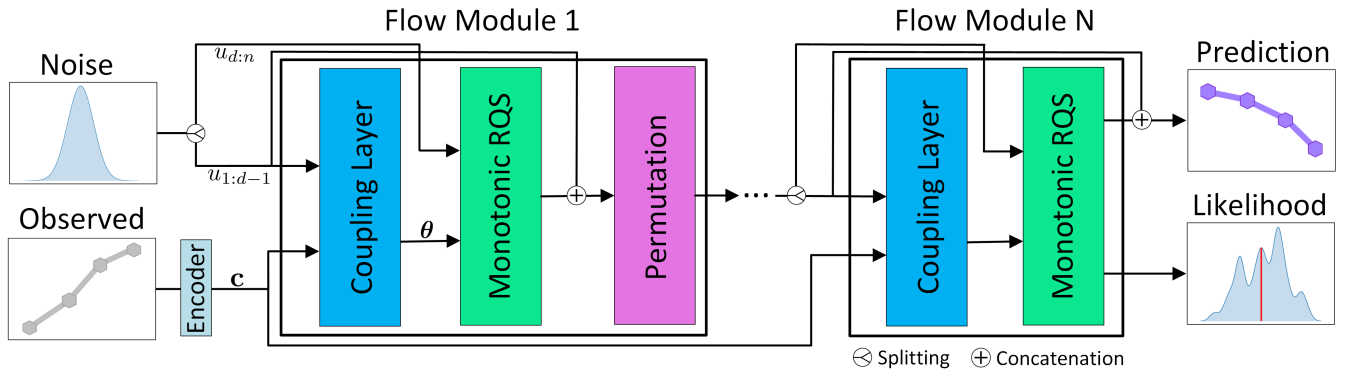 Flow Module 1
Flow Module N
Noise
u_{d:n}
u_{1:d−1}
Observed
Encoder
c
Coupling Layer
θ
Monotonic RQS
Permutation
...
Coupling Layer
Monotonic RQS
Prediction
Likelihood
Splitting
Concatenation